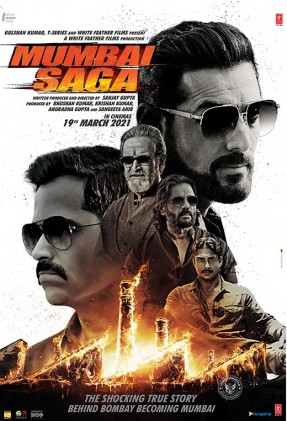 GULSHAN KUMAR, T-SERIES AND WHITE FEATHER FILMS PRESENT
A WHITE FEATHER FILMS PRODUCTION
MUMBAI
SAGA
WRITTEN PRODUCED AND DIRECTED BY SANJAY GUPTA
PRODUCED BY BHUSHAN KUMAR, KRISHAN KUMAR,
ANURADHA GUPTA AND SANGEETA AHIR
IN CINEMAS
19TH MARCH 2021
THE SHOCKING TRUE STORY
BEHIND BOMBAY BECOMING MUMBAI